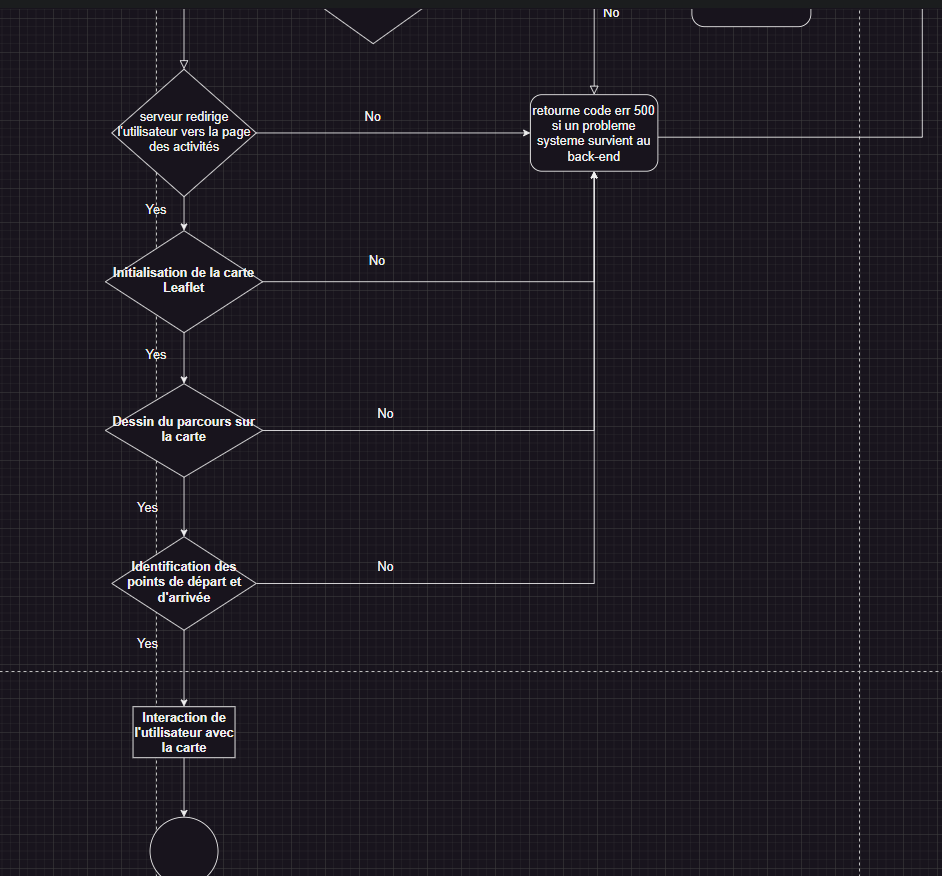 No
serveur redirige
l'utilisateur vers la page
des activités
No
retourne code err 500
si un probleme
systeme survient au
back-end
Yes
Initialisation de la carte
Leaflet
No
Yes
Dessin du parcours sur
la carte
No
Yes
Identification des
points de départ et
d'arrivée
No
Yes
Interaction de
l'utilisateur avec
la carte